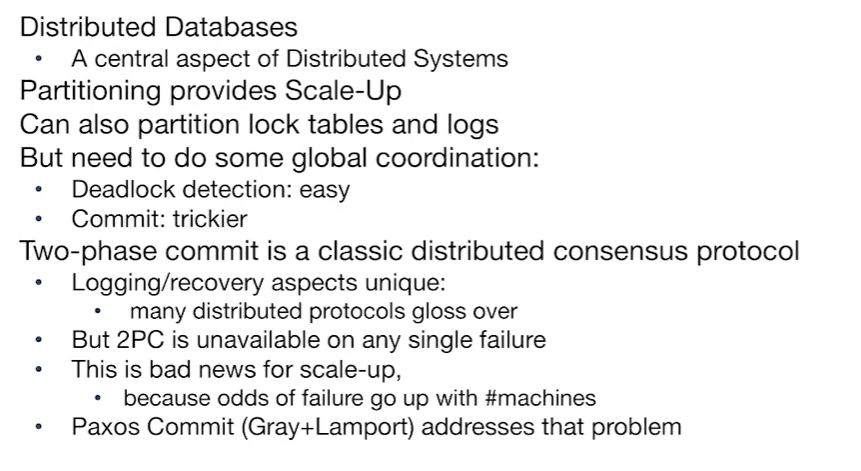 Distributed Databases
• A central aspect of Distributed Systems
Partitioning provides Scale-Up
Can also partition lock tables and logs
But need to do some global coordination:
• Deadlock detection: easy
• Commit: trickier
Two-phase commit is a classic distributed consensus protocol
• Logging/recovery aspects unique:
• many distributed protocols gloss over
• But 2PC is unavailable on any single failure
• This is bad news for scale-up,
• because odds of failure go up with #machines
• Paxos Commit (Gray+Lamport) addresses that problem